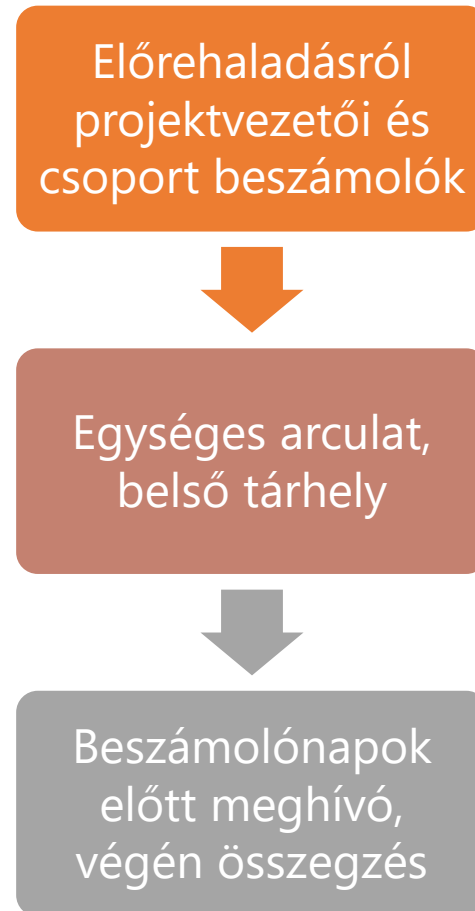 Előrehaladásról
projektvezetői és
csoport beszámolók
Egységes arculat,
belső tárhely
Beszámolónapok
előtt meghívó,
végén összegzés